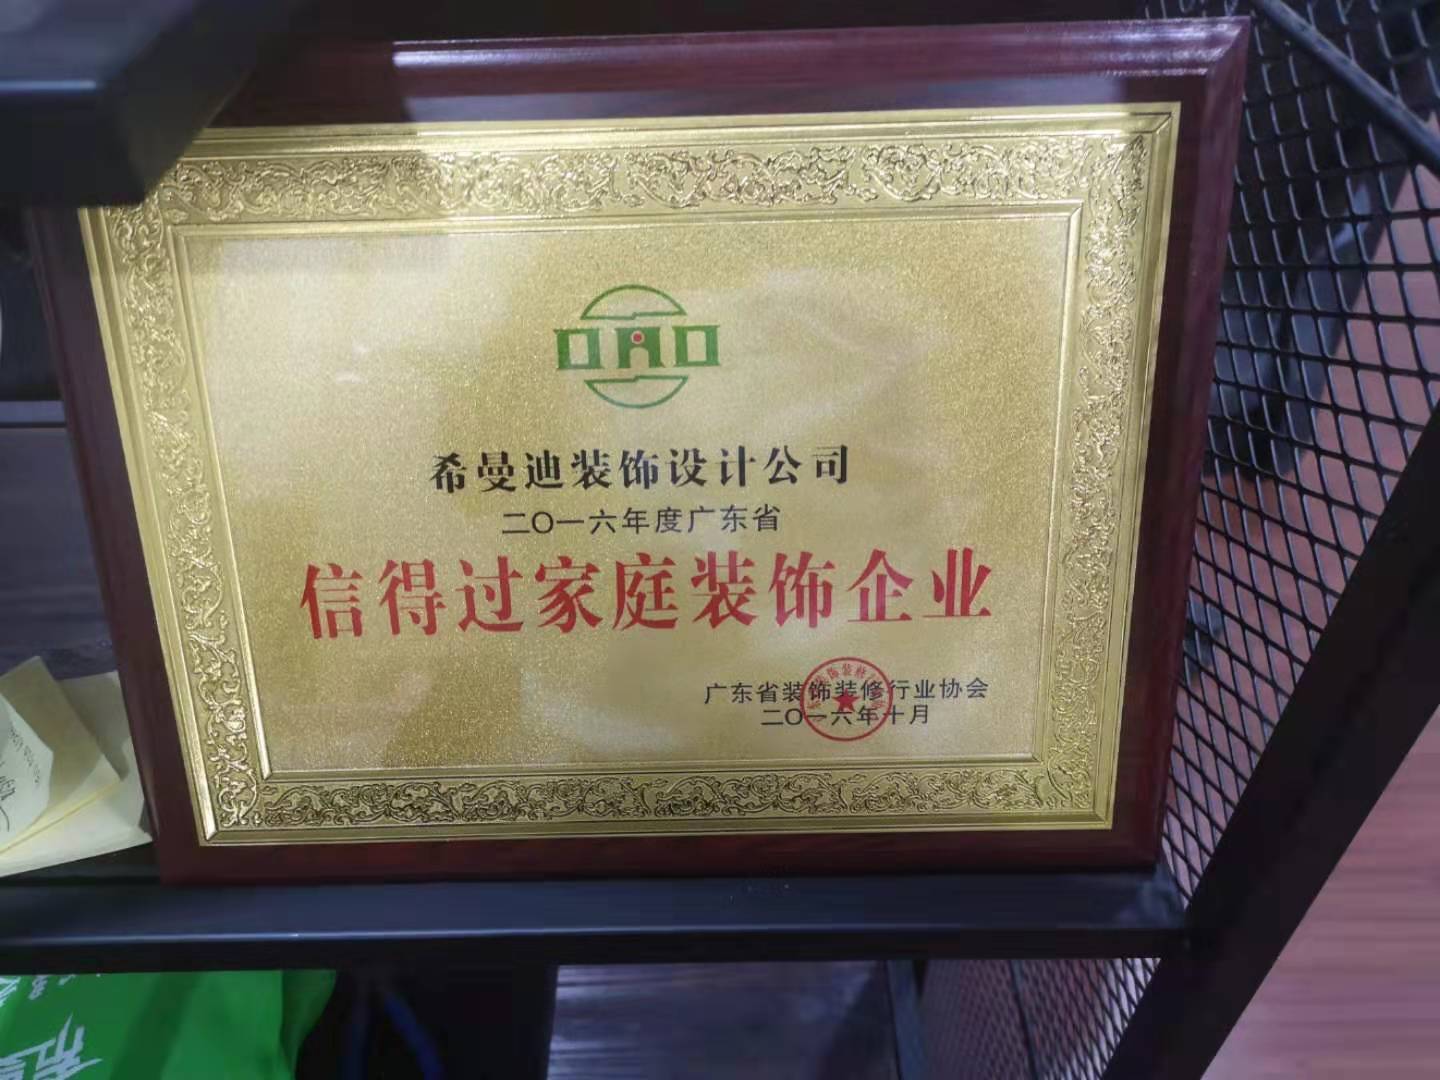 希曼迪装饰设计公司
二〇一六年度广东省
信得过家庭装饰企业
广东省装饰装修行业协会
二〇一六年十月